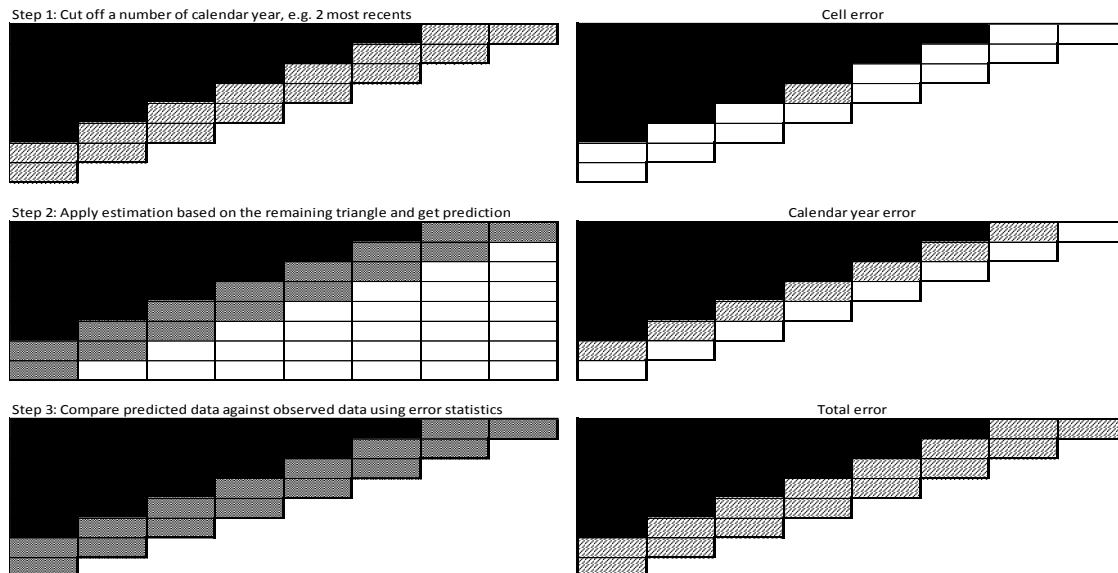 Step 1: Cut off a number of calendar year, e.g. 2 most recents
Cell error
Step 2: Apply estimation based on the remaining triangle and get prediction
Calendar year error
Step 3: Compare predicted data against observed data using error statistics
Total error